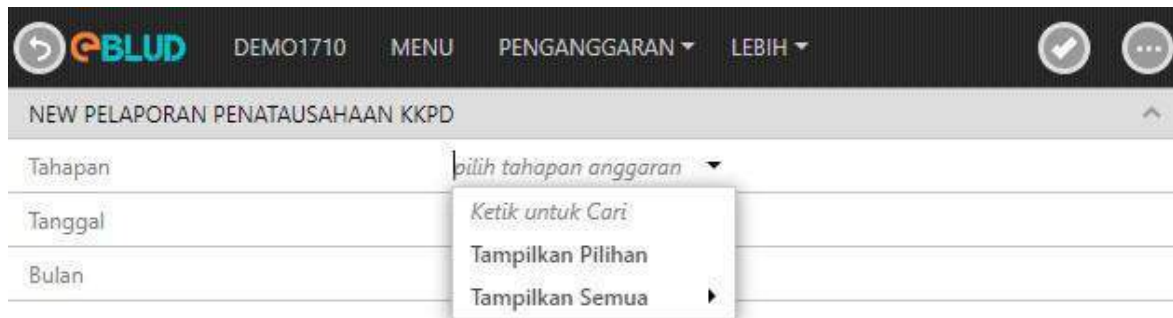 eBLUD DEMO1710 MENU PENGANGGARAN LEBIH
NEW PELAPORAN PENATAUSAHAAN KKPD
Tahapan pilih tahapan anggaran
Tanggal Ketik untuk Cari
Tampilkan Pilihan
Bulan
Tampilkan Semua